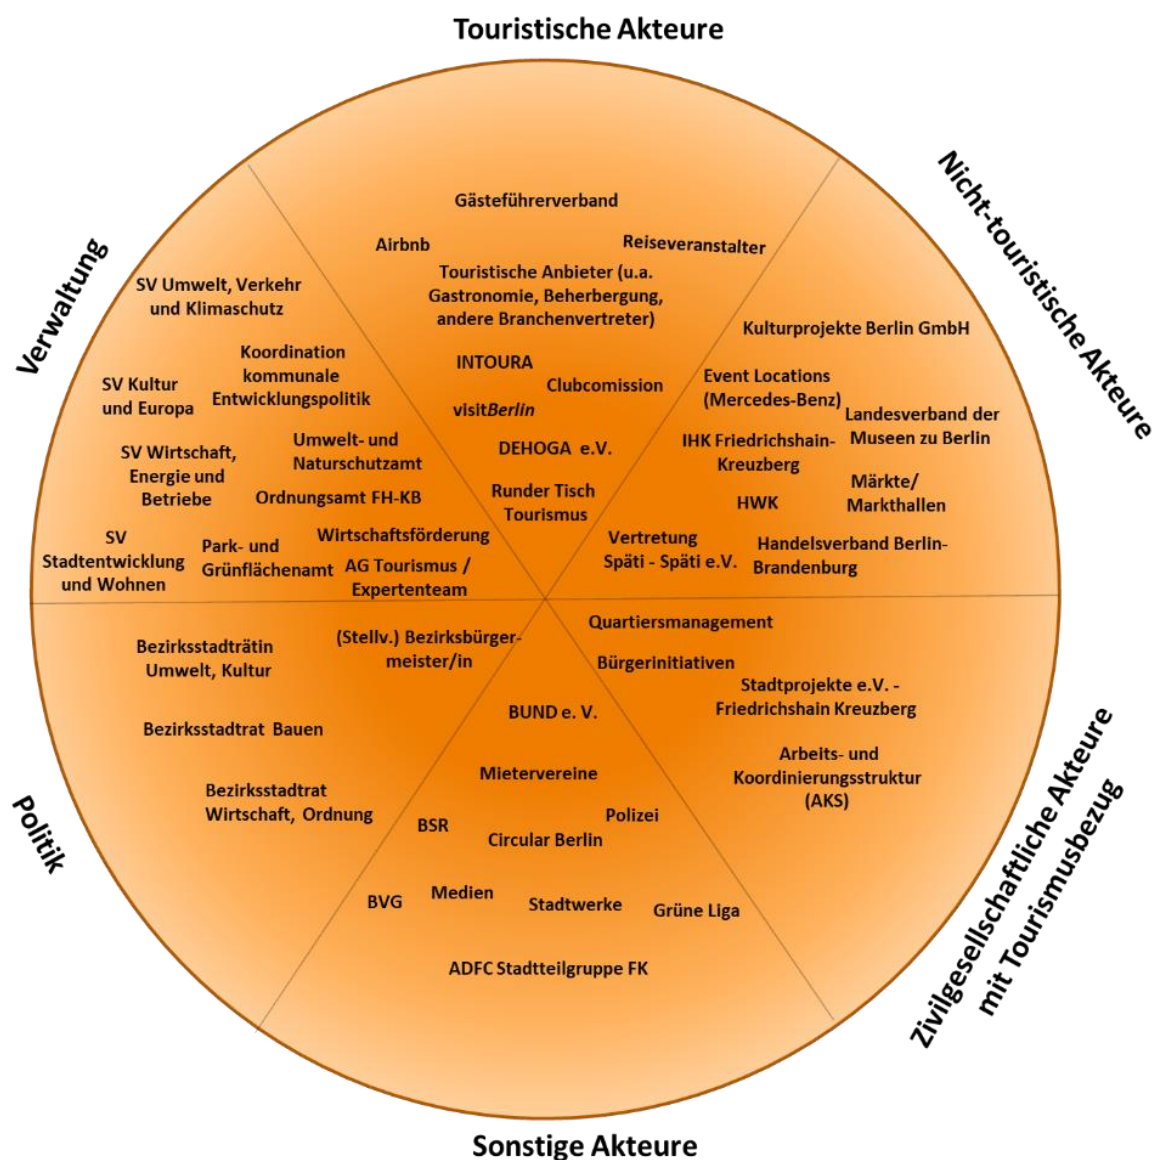 Touristische Akteure
Gästeführerverband
Airbnb
Reiseveranstalter
Touristische Anbieter (u.a.
Gastronomie, Beherbergung,
andere Branchenvertreter)
INTOURA
Clubcomission
visitBerlin
DEHOGA e.V.
Runder Tisch
Tourismus
Nicht-touristische Akteure
Kulturprojekte Berlin GmbH
Event Locations
(Mercedes-Benz)
Landesverband der
Museen zu Berlin
IHK Friedrichshain-
Kreuzberg
Märkte/
Markthallen
HWK
Vertretung
Späti - Späti e.V.
Handelsverband Berlin-
Brandenburg
Zivilgesellschaftliche Akteure
mit Tourismusbezug
Quartiersmanagement
Bürgerinitiativen
Stadtprojekte e.V. -
Friedrichshain Kreuzberg
Arbeits- und
Koordinierungsstruktur
(AKS)
BUND e. V.
Mietervereine
Polizei
BSR
Circular Berlin
Medien
BVG
Stadtwerke
Grüne Liga
ADFC Stadtteilgruppe FK
Sonstige Akteure
Politik
(Stellv.) Bezirksbürger-
meister/in
Bezirksstadträtin
Umwelt, Kultur
Bezirksstadtrat Bauen
Bezirksstadtrat
Wirtschaft, Ordnung
Verwaltung
SV Umwelt, Verkehr
und Klimaschutz
Koordination
kommunale
Entwicklungspolitik
SV Kultur
und Europa
Umwelt- und
Naturschutzamt
SV Wirtschaft,
Energie und
Betriebe
Ordnungsamt FH-KB
Wirtschaftsförderung
SV
Stadtentwicklung
und Wohnen
Park- und
Grünflächenamt
AG Tourismus /
Expertenteam